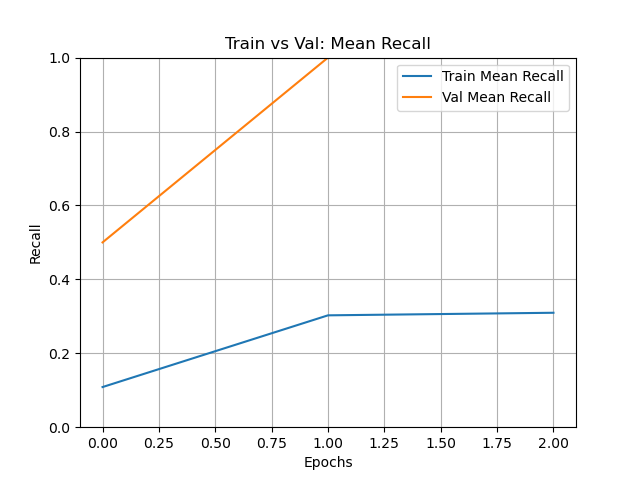 Train vs Val: Mean Recall
1.0
0.8
0.6
0.4
0.2
0.0
Recall
Train Mean Recall
Val Mean Recall
0.00 0.25 0.50 0.75 1.00 1.25 1.50 1.75 2.00
Epochs